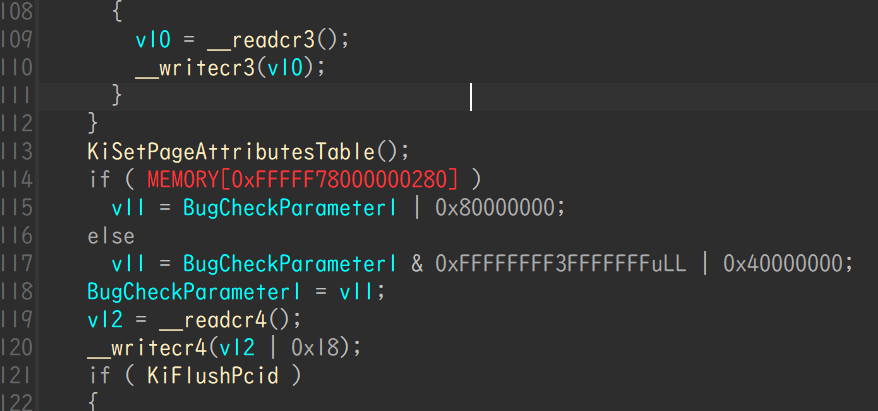 108 {
109 v10 = __readcr3();
110 __writecr3(v10);
111 }
112 }
113 KiSetPageAttributesTable();
114 if ( MEMORY[0xFFFFF78000000280] )
115 v11 = BugCheckParameter1 | 0x80000000;
116 else
117 v11 = BugCheckParameter1 & 0xFFFFFFFF3FFFFFFFuLL | 0x40000000;
118 BugCheckParameter1 = v11;
119 v12 = __readcr4();
120 __writecr4(v12 | 0x18);
121 if ( KiFlushPcid )
122 {